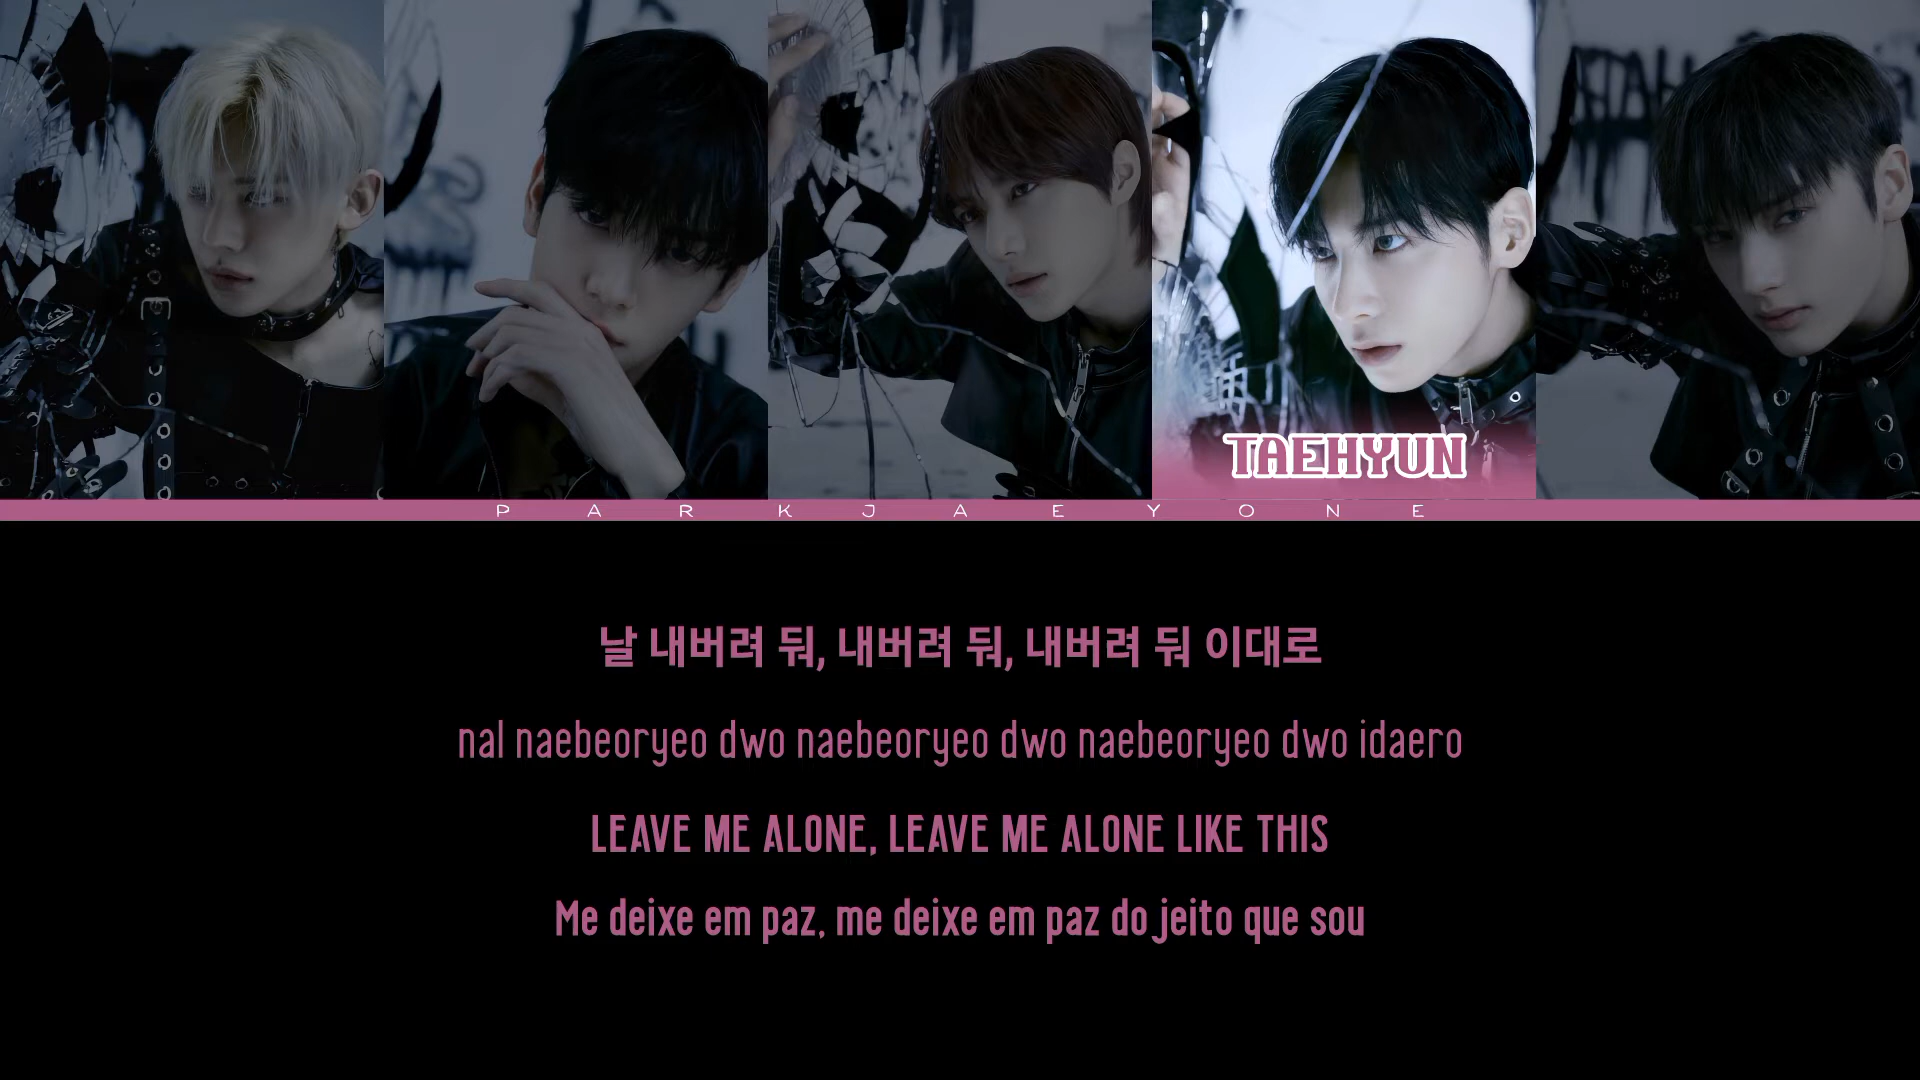 TAEHYUN
PARKJAEYONE
날 내버려 둬, 내버려 둬, 내버려 둬 이대로
nal naebeoryeo dwo naebeoryeo dwo naebeoryeo dwo idaero
LEAVE ME ALONE, LEAVE ME ALONE LIKE THIS
Me deixe em paz, me deixe em paz do jeito que sou